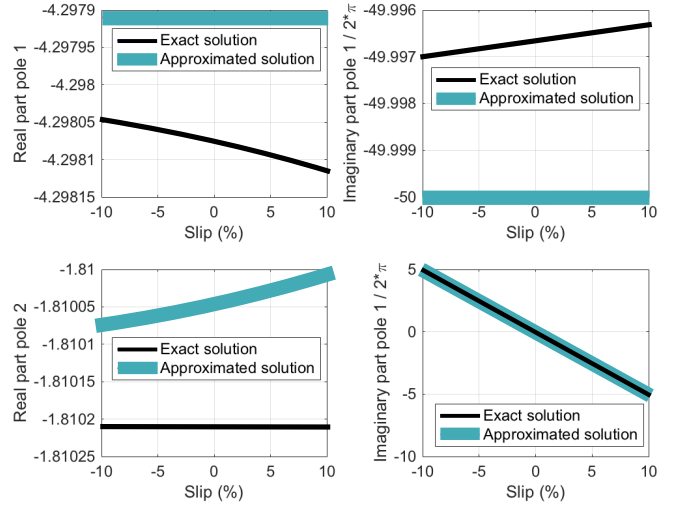 Real part pole 1
-4.2979
-4.29795
-4.298
-4.29805
-4.2981
-4.29815
Exact solution
Approximated solution
-10
-5
0
5
10
Slip (%)
Imaginary part pole 1 / 2*π
-49.996
-49.997
-49.998
-49.999
-50
Exact solution
Approximated solution
-10
-5
0
5
10
Slip (%)
Real part pole 2
-1.81
-1.81005
-1.8101
-1.81015
-1.8102
-1.81025
Exact solution
Approximated solution
-10
-5
0
5
10
Slip (%)
Imaginary part pole 1 / 2*π
5
0
-5
-10
Exact solution
Approximated solution
-10
-5
0
5
10
Slip (%)